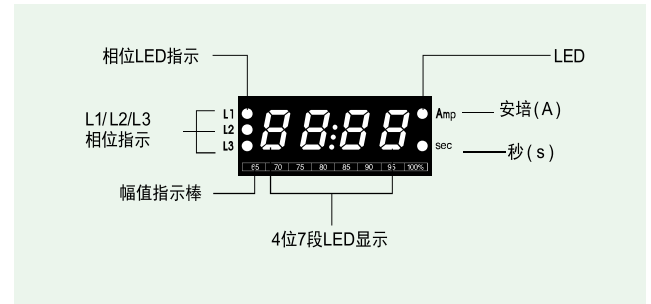 相位LED指示
LED
L1/L2/L3
相位指示
L1
L2
L3
88:88
Amp
sec
安培(A)
秒(s)
65 70 75 80 85 90 95 100%
幅值指示棒
4位7段LED显示